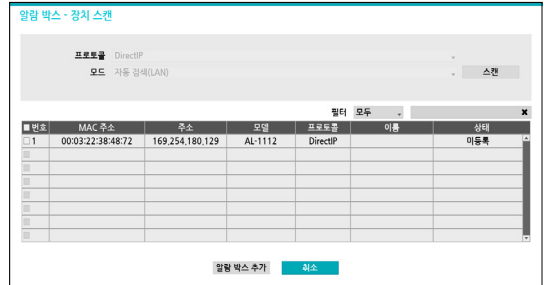 알람 박스 - 장치 스캔
프로토콜 DirectIP
모드 자동 검색(LAN) 스캔
필터 모두
번호 MAC 주소 주소 모델 프로토콜 이름 상태
1 00:03:22:38:48:72 169,254,180,129 AL-1112 DirectIP 미등록
알람 박스 추가 취소